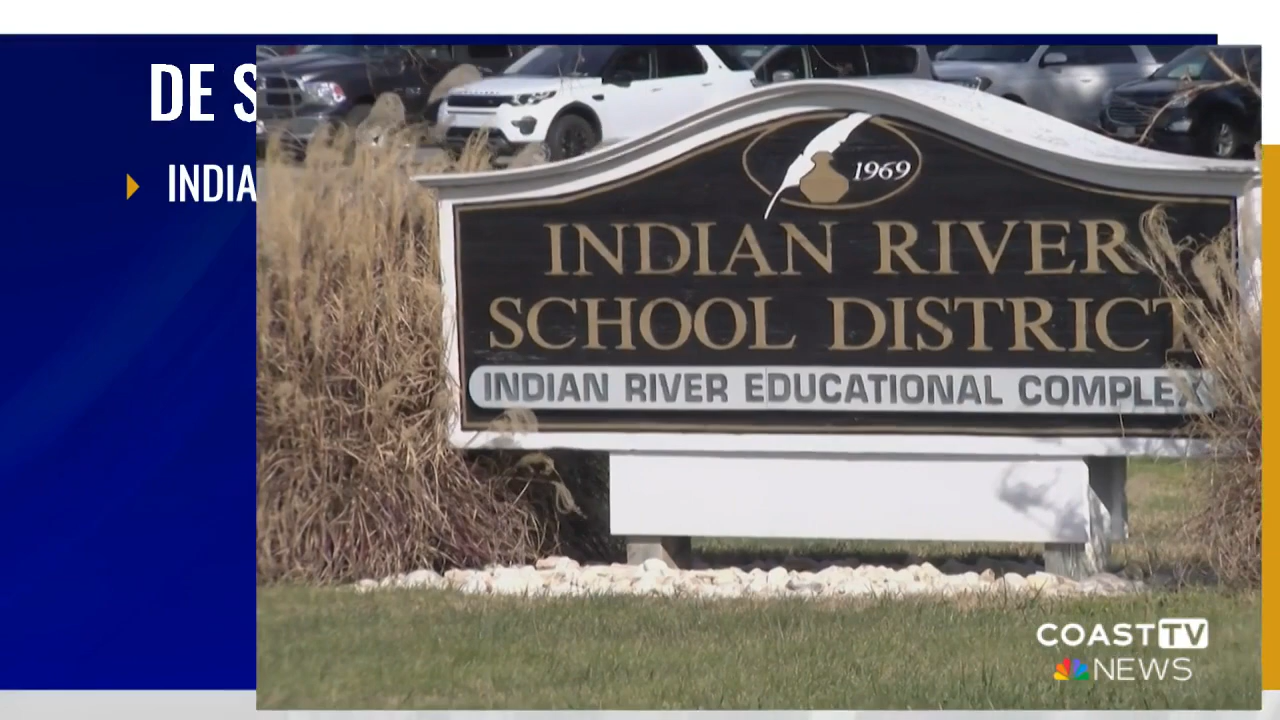 DE S
INDIA
1969
INDIAN RIVER
SCHOOL DISTRICT
INDIAN RIVER EDUCATIONAL COMPLEX
COAST TV
NEWS